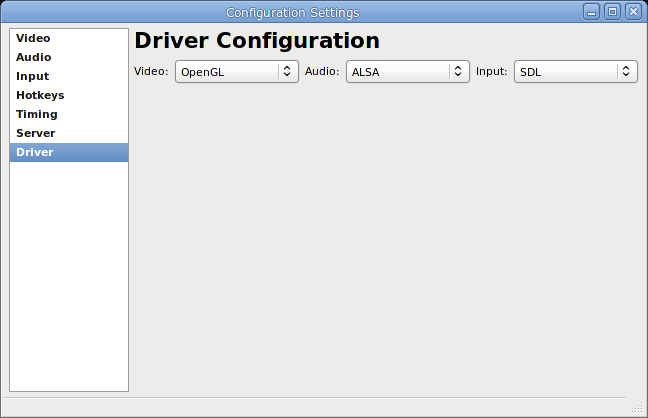 Configuration Settings
Video
Audio
Input
Hotkeys
Timing
Server
Driver
Driver Configuration
Video: OpenGL Audio: ALSA Input: SDL